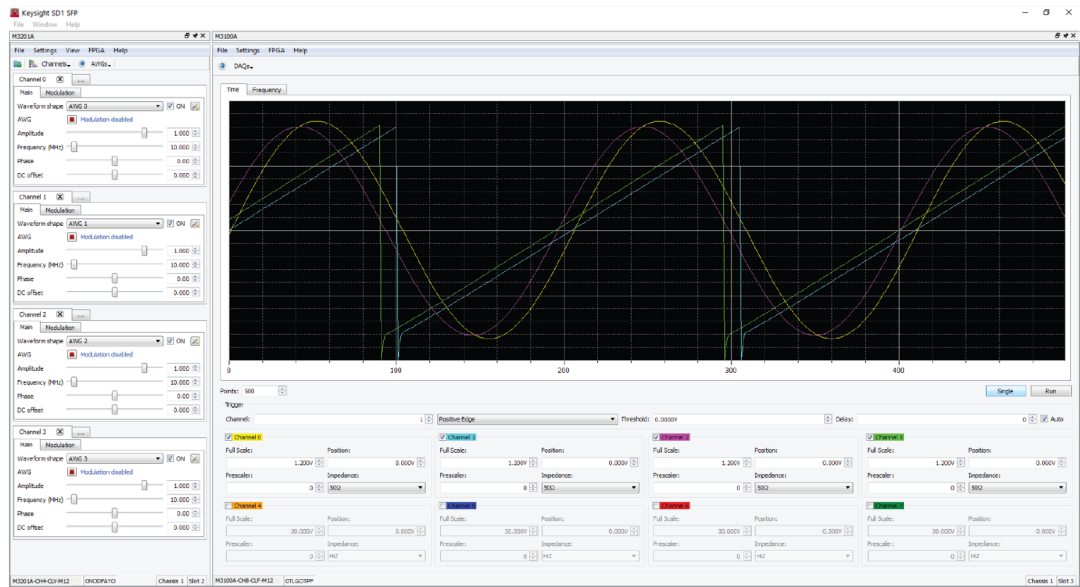 Keysight SD1 SFP
File Window Help
M3201A
File Settings View FPGA Help
Channels AWGs
Channel 0 ...
Main Modulation
Waveform shape AWG 0 ON
AWG Modulation disabled
Amplitude 1.000
Frequency (MHz) 10.000
Phase 0.00
DC offset 0.000
Channel 1 ...
Main Modulation
Waveform shape AWG 1 ON
AWG Modulation disabled
Amplitude 1.000
Frequency (MHz) 10.000
Phase 0.00
DC offset 0.000
Channel 2 ...
Main Modulation
Waveform shape AWG 2 ON
AWG Modulation disabled
Amplitude 1.000
Frequency (MHz) 10.000
Phase 0.00
DC offset 0.000
Channel 3 ...
Main Modulation
Waveform shape AWG 3 ON
AWG Modulation disabled
Amplitude 1.000
Frequency (MHz) 10.000
Phase 0.00
DC offset 0.000
M3201A-CH4-CLV-M12 Chassis 1 Slot 2
M3100A
File Settings FPGA Help
DAQs
Time Frequency
0 100 200 300 400
Points: 500 Single Run
Trigger
Channel: 1 Positive Edge Threshold: 0.0000V Delay: 0 Auto
Channel 0 Channel 1 Channel 2 Channel 3
Full Scale: Position: Full Scale: Position: Full Scale: Position: Full Scale: Position:
1.200V 0.000V 1.200V 0.000V 1.200V 0.000V 1.200V 0.000V
Prescaler: Impedance: Prescaler: Impedance: Prescaler: Impedance: Prescaler: Impedance:
0 50Ω 0 50Ω 0 50Ω 0 50Ω
Channel 4 Channel 5 Channel 6 Channel 7
Full Scale: Position: Full Scale: Position: Full Scale: Position: Full Scale: Position:
30.000V 0.000V 30.000V 0.000V 30.000V 0.000V 30.000V 0.000V
Prescaler: Impedance: Prescaler: Impedance: Prescaler: Impedance: Prescaler: Impedance:
0 HiZ 0 HiZ 0 HiZ 0 HiZ
M3100A-CH8-CLF-M12 Chassis 1 Slot 3